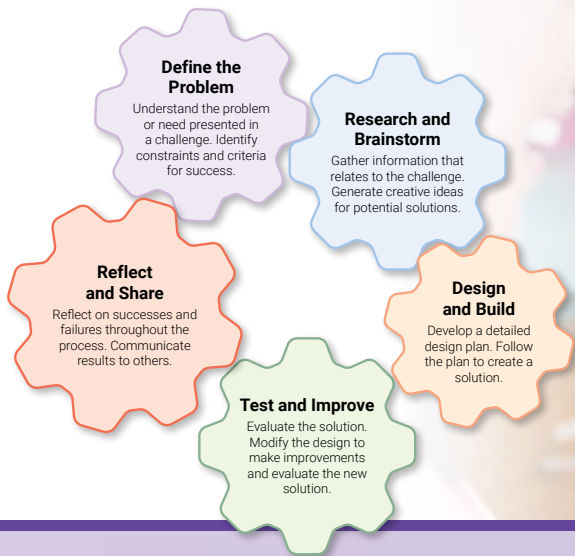 Define the
Problem
Understand the problem
or need presented in
a challenge. Identify
constraints and criteria
for success.
Research and
Brainstorm
Gather information that
relates to the challenge.
Generate creative ideas
for potential solutions.
Design
and Build
Develop a detailed
design plan. Follow
the plan to create a
solution.
Test and Improve
Evaluate the solution.
Modify the design to
make improvements
and evaluate the new
solution.
Reflect
and Share
Reflect on successes and
failures throughout the
process. Communicate
results to others.